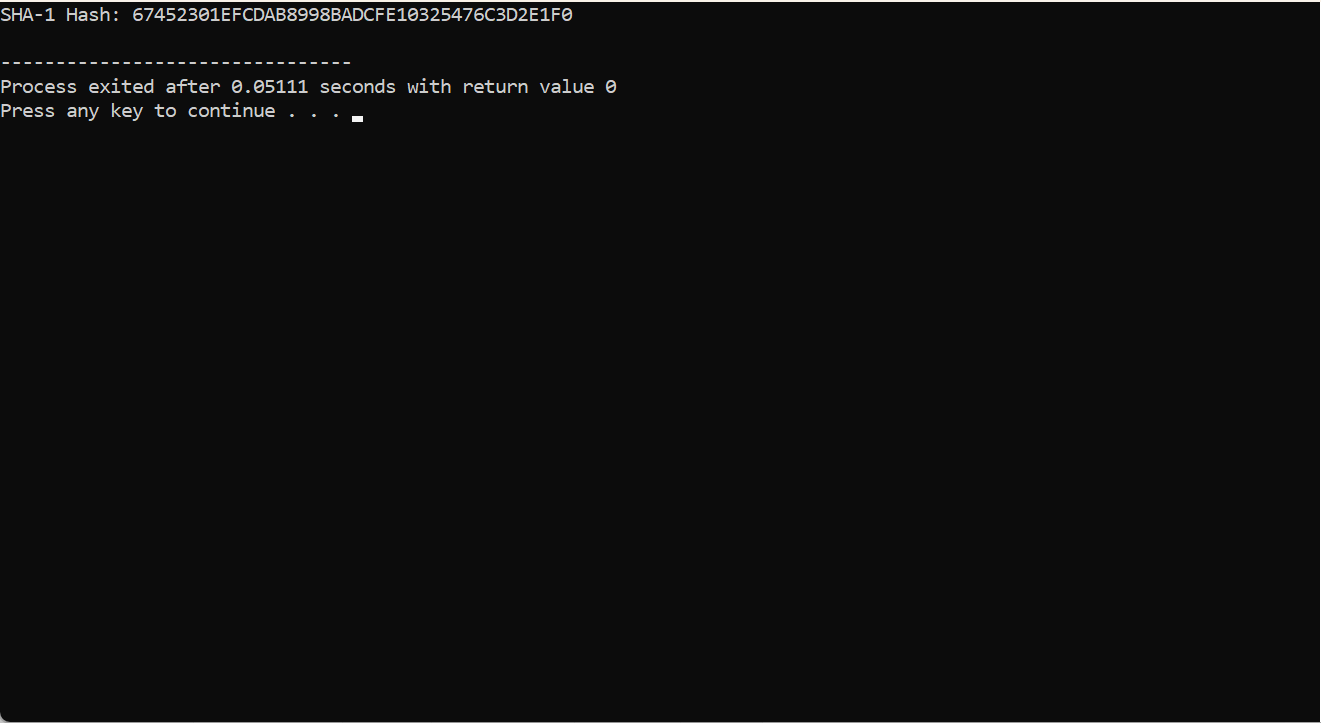 SHA-1 Hash: 67452301EFCDAB8998BADCFE10325476C3D2E1F0
--------------------------------
Process exited after 0.05111 seconds with return value 0
Press any key to continue . . .